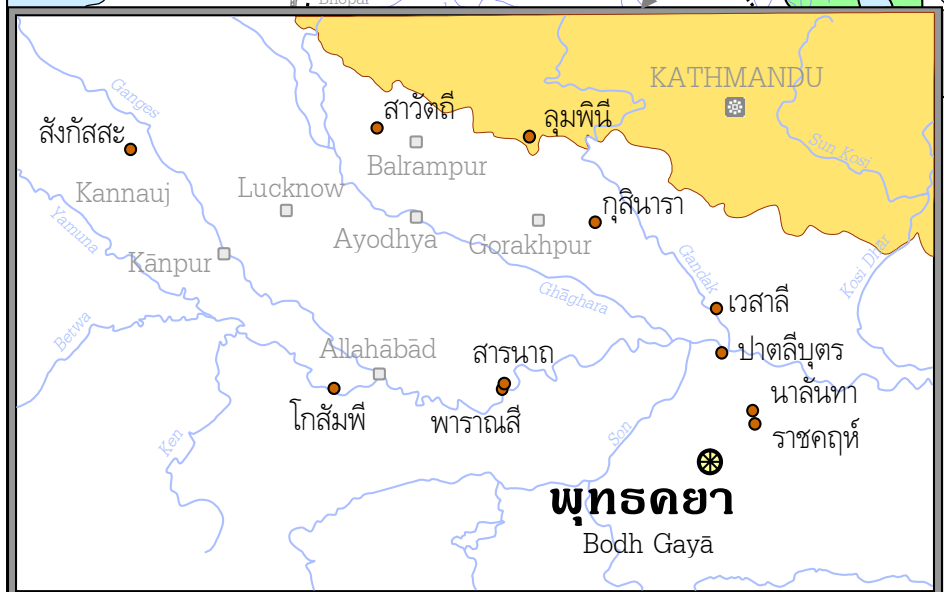 Bhopal
KATHMANDU
Ganges
สาวัตถี
ลุมพินี
สังกัสสะ
Sun Kosi
Balrampur
Kannauj
Lucknow
กุสินารา
Yamuna
Ayodhya
Gorakhpur
Kānpur
Gandak
Kosi Dhār
Ghāghara
เวสาลี
Betwa
Allahābād
สารนาถ
ปาตลีบุตร
นาลันทา
โกสัมพี
พาราณสี
ราชคฤห์
Ken
Son
พุทธคยา
Bodh Gayā